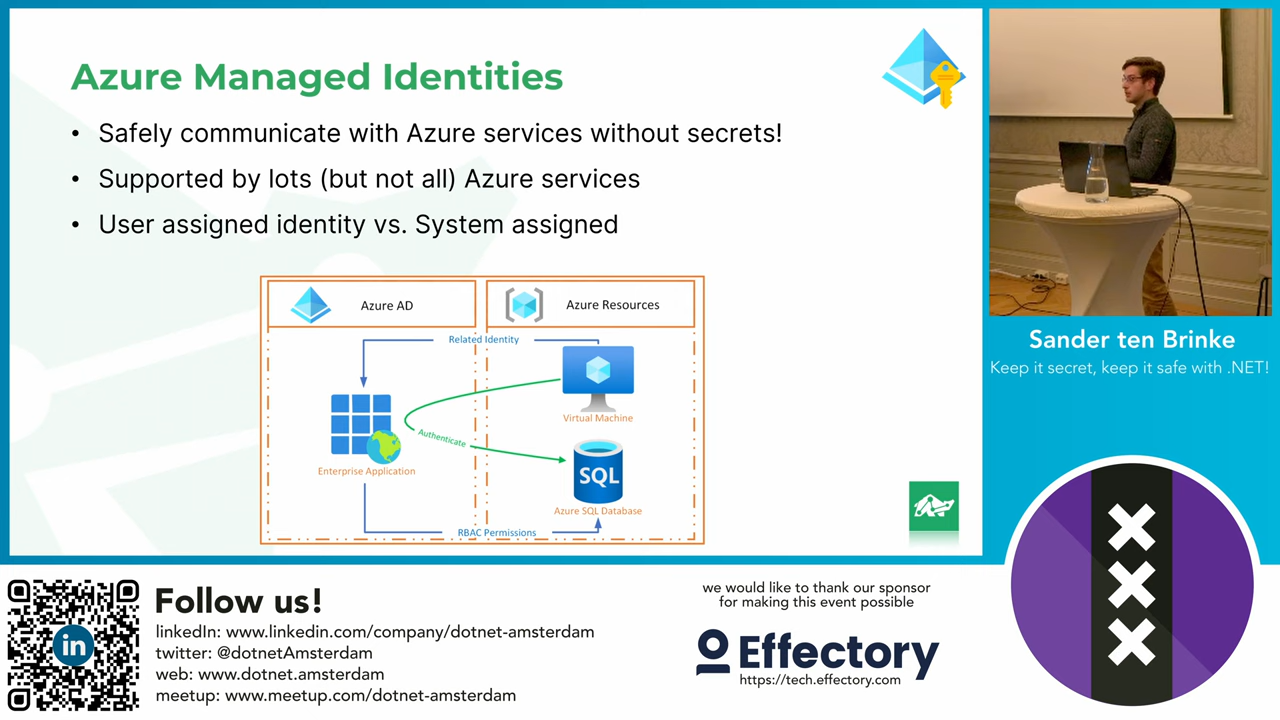 Azure Managed Identities
• Safely communicate with Azure services without secrets!
• Supported by lots (but not all) Azure services
• User assigned identity vs. System assigned
Azure AD
Azure Resources
Related Identity
Virtual Machine
Authenticate
Enterprise Application
SQL
Azure SQL Database
RBAC Permissions
Sander ten Brinke
Keep it secret, keep it safe with .NET!
in
Follow us!
linkedIn: www.linkedin.com/company/dotnet-amsterdam
twitter: @dotnetAmsterdam
web: www.dotnet.amsterdam
meetup: www.meetup.com/dotnet-amsterdam
we would like to thank our sponsor
for making this event possible
Effectory
https://tech.effectory.com